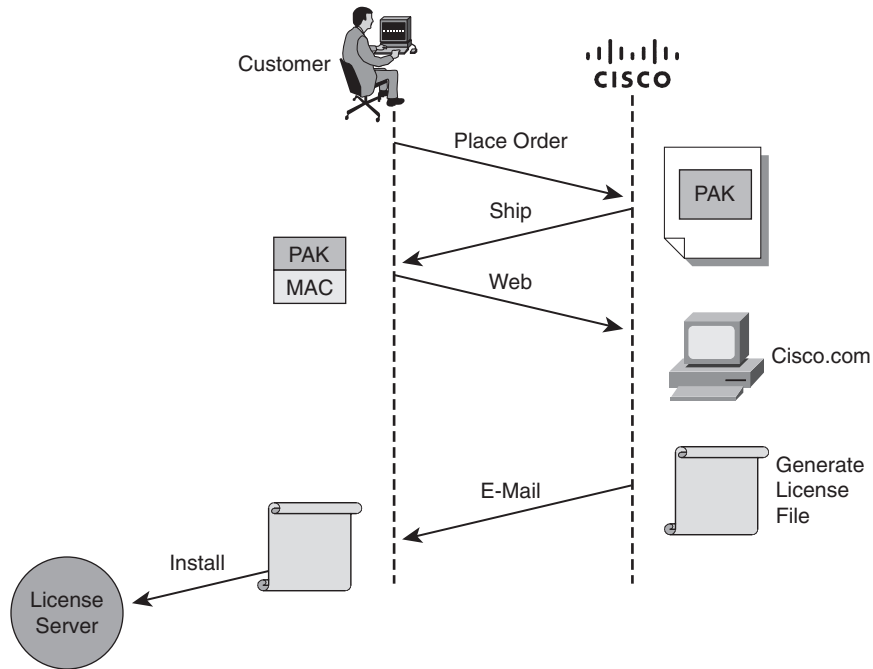 Customer
CISCO
Place Order
PAK
Ship
PAK
MAC
Web
Cisco.com
Generate
License
File
E-Mail
Install
License
Server